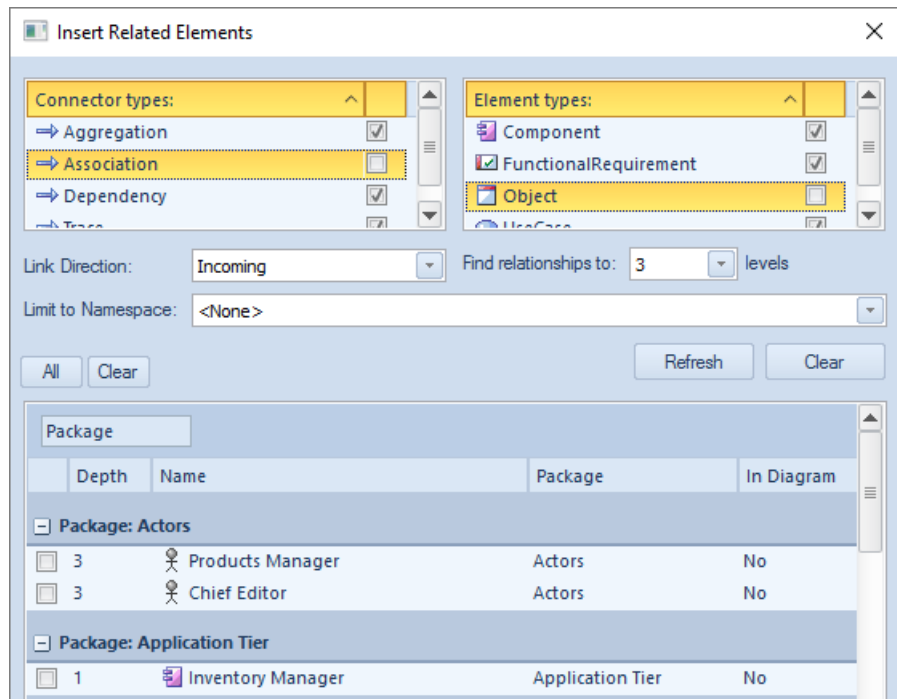 Insert Related Elements
Connector types:
Aggregation
Association
Dependency
Trace
Element types:
Component
FunctionalRequirement
Object
UseCase
Link Direction: Incoming
Find relationships to: 3 levels
Limit to Namespace: <None>
All Clear
Refresh Clear
Package
Depth Name Package In Diagram
Package: Actors
3 Products Manager Actors No
3 Chief Editor Actors No
Package: Application Tier
1 Inventory Manager Application Tier No